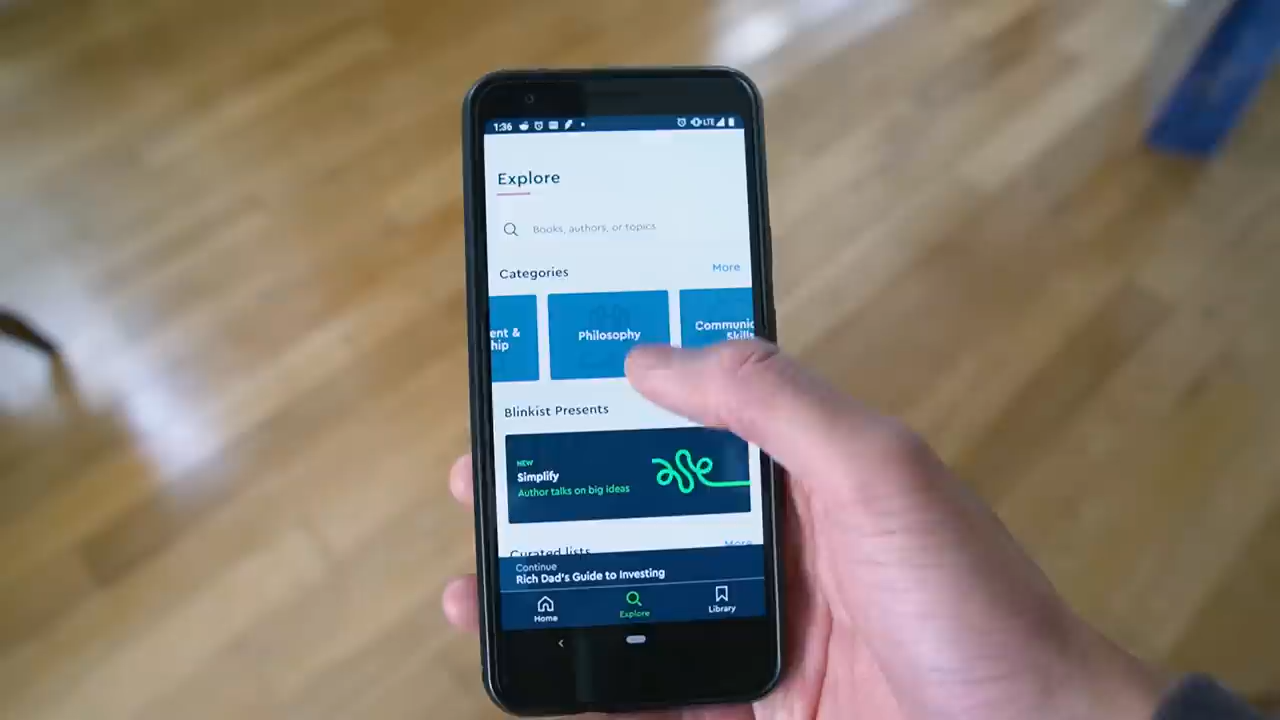 1:36
LTE
Explore
Books, authors, or topics
Categories
More
ent &
hip
Philosophy
Communic
Skills
Blinkist Presents
NEW
Simplify
Author talks on big ideas
Curated lists
More
Continue
Rich Dad's Guide to Investing
Home
Explore
Library